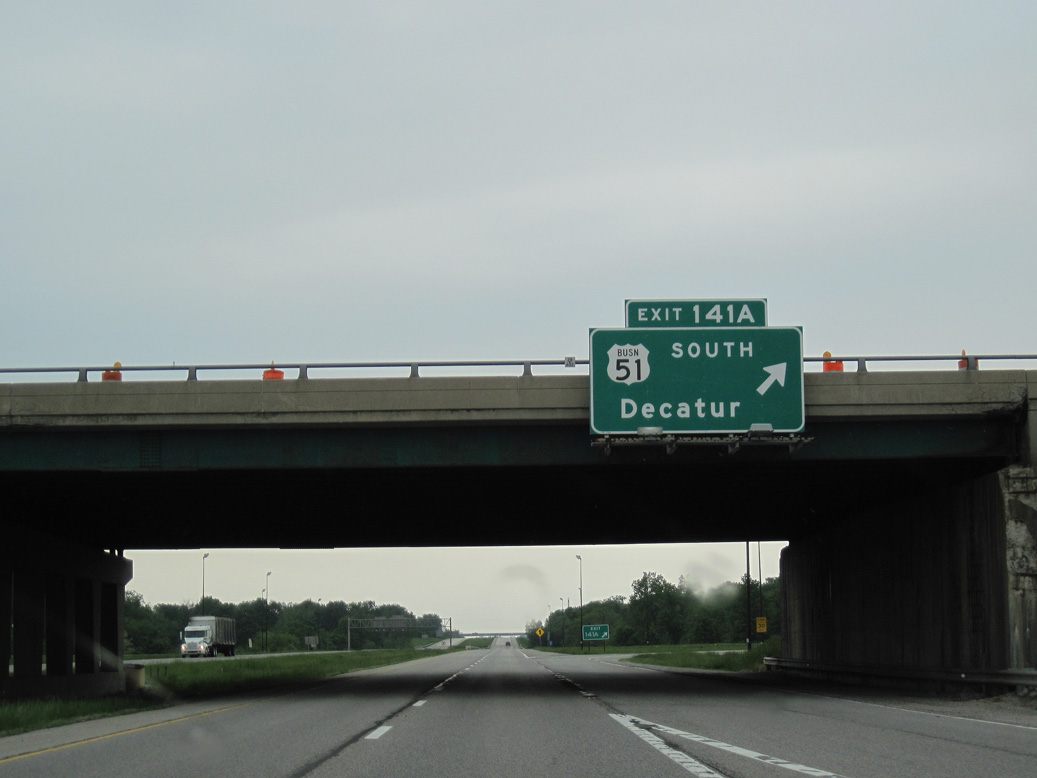 EXIT 141A
BUSN
51
SOUTH
Decatur
EXIT
141A